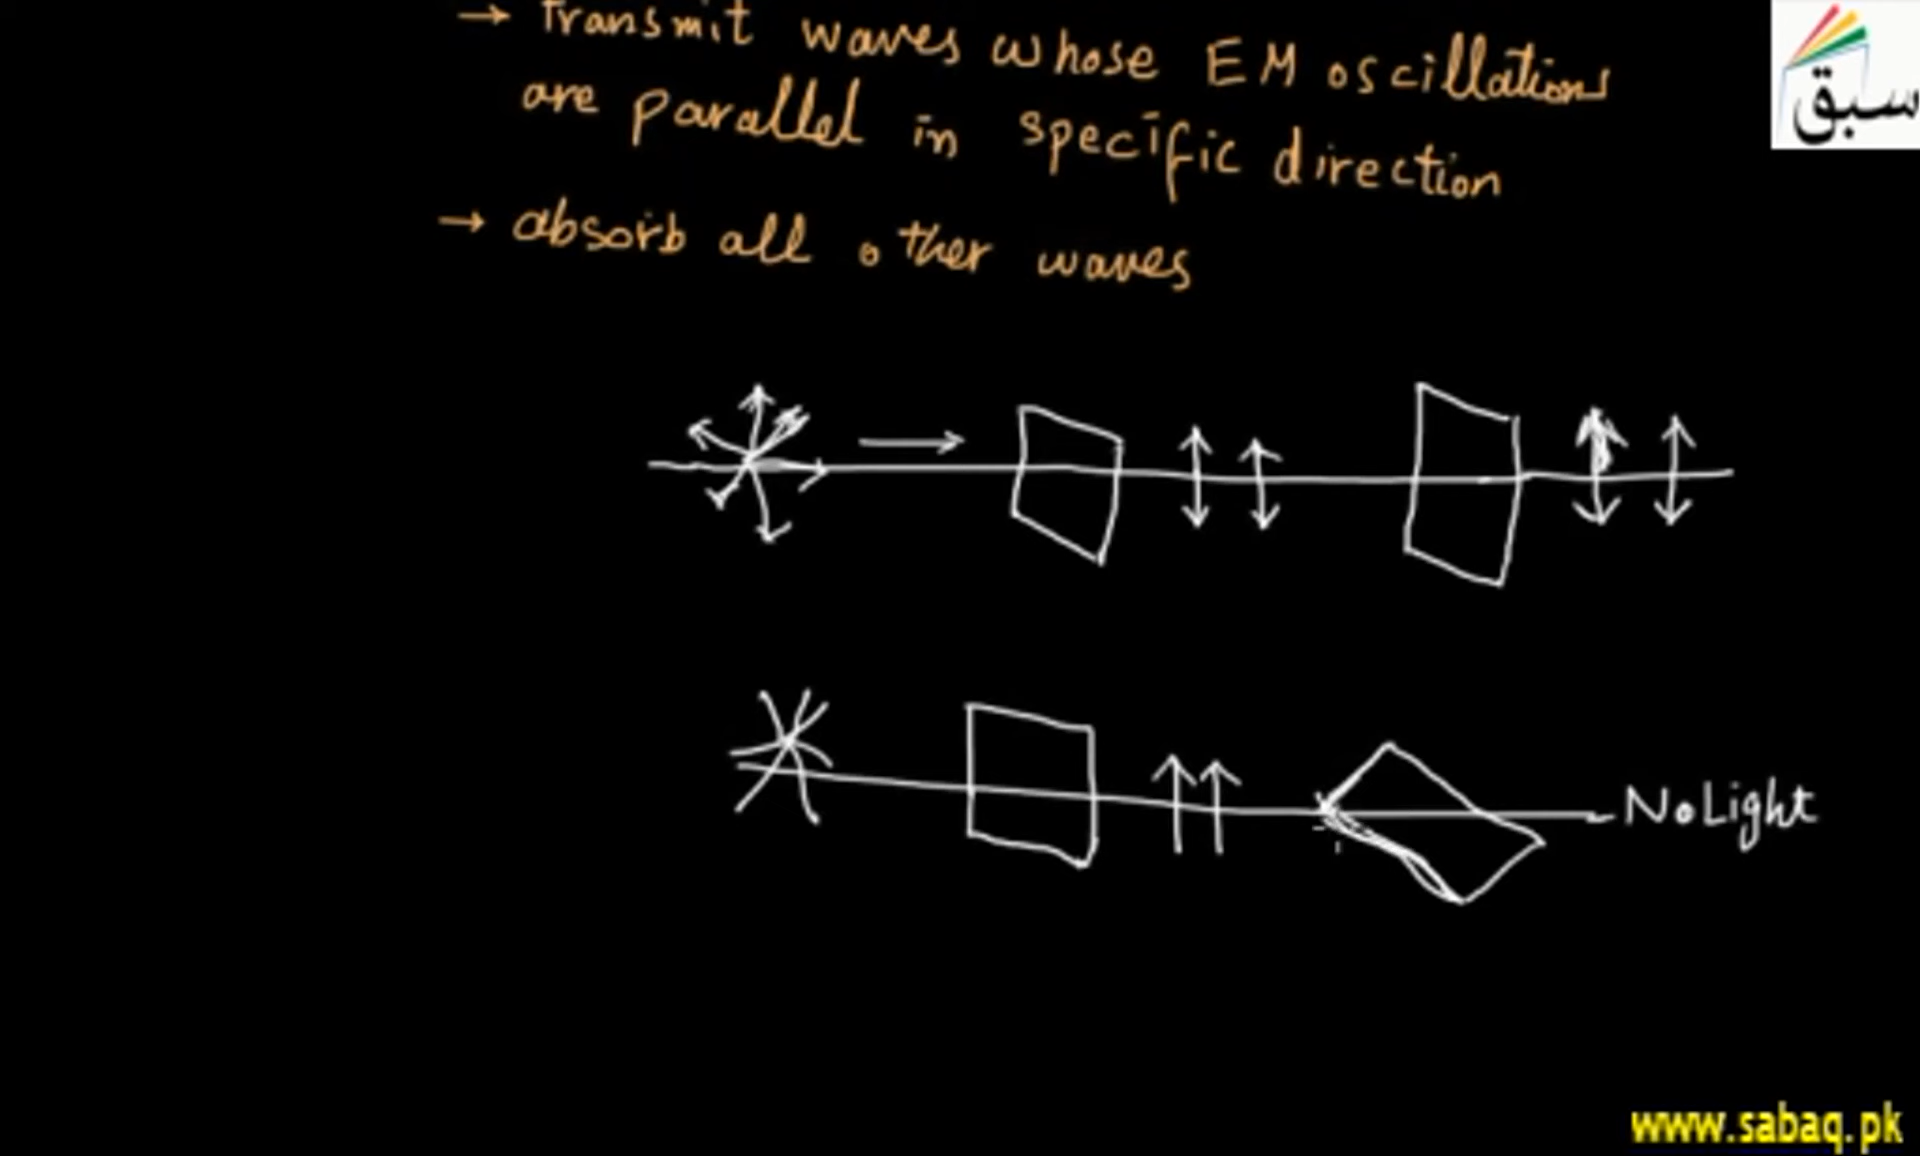 → Transmit waves whose EM oscillations
are parallel in specific direction
→ absorb all other waves
سبق
No Light
www.sabaq.pk